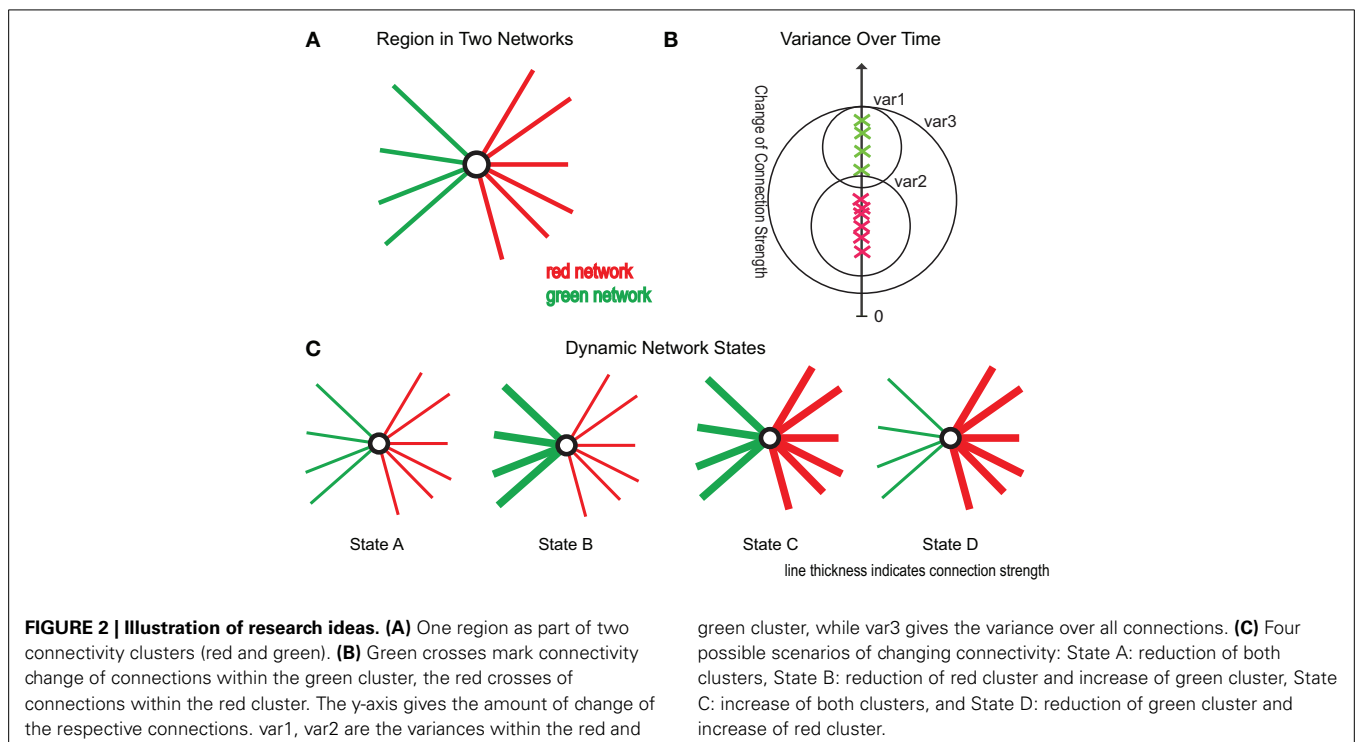 A Region in Two Networks
red network
green network
B Variance Over Time
Change of Connection Strength
var1
var3
var2
0
C Dynamic Network States
State A State B State C State D
line thickness indicates connection strength
FIGURE 2 | Illustration of research ideas. (A) One region as part of two
connectivity clusters (red and green). (B) Green crosses mark connectivity
change of connections within the green cluster, the red crosses of
connections within the red cluster. The y-axis gives the amount of change of
the respective connections. var1, var2 are the variances within the red and
green cluster, while var3 gives the variance over all connections. (C) Four
possible scenarios of changing connectivity: State A: reduction of both
clusters, State B: reduction of red cluster and increase of green cluster, State
C: increase of both clusters, and State D: reduction of green cluster and
increase of red cluster.